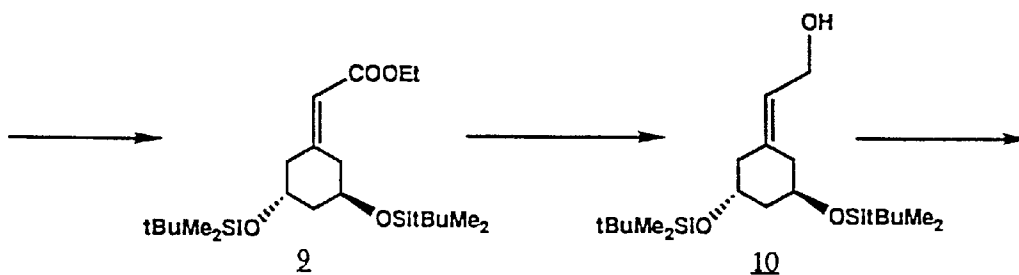 COOEt
tBuMe₂SiO
OSitBuMe₂
9
OH
tBuMe₂SiO
OSitBuMe₂
10